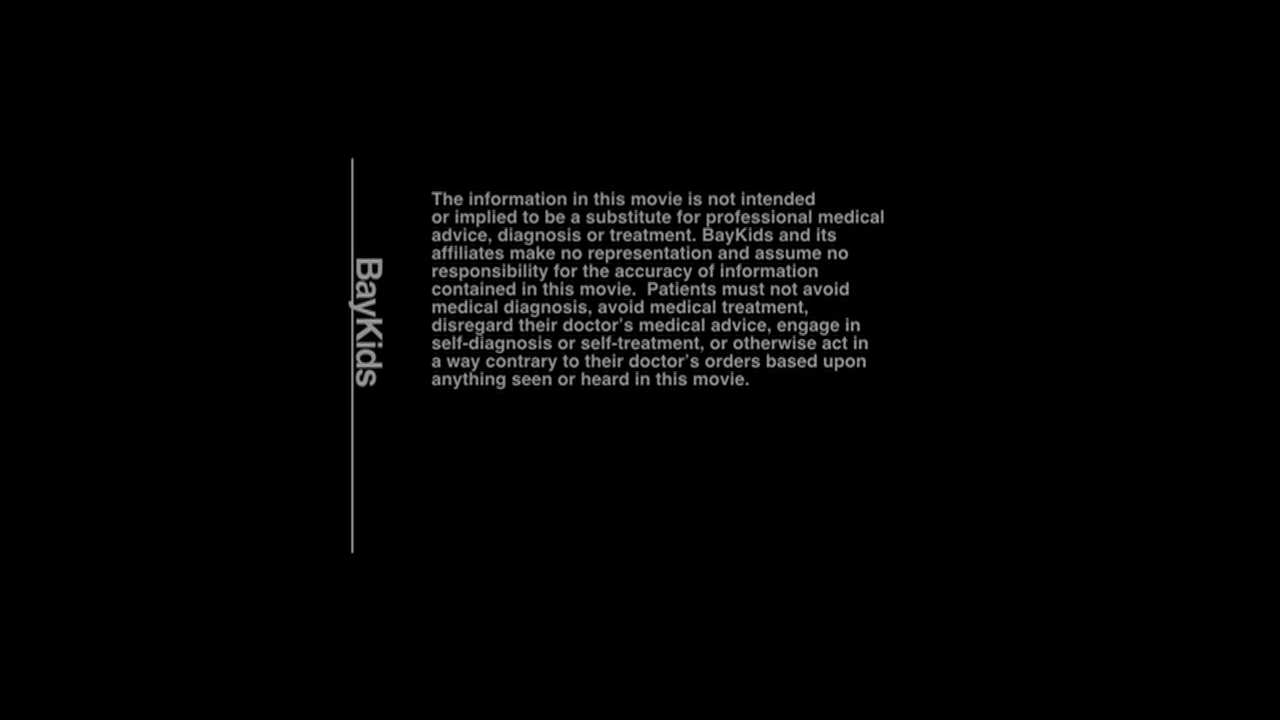 BayKids
The information in this movie is not intended
or implied to be a substitute for professional medical
advice, diagnosis or treatment. BayKids and its
affiliates make no representation and assume no
responsibility for the accuracy of information
contained in this movie.  Patients must not avoid
medical diagnosis, avoid medical treatment,
disregard their doctor’s medical advice, engage in
self-diagnosis or self-treatment, or otherwise act in
a way contrary to their doctor’s orders based upon
anything seen or heard in this movie.